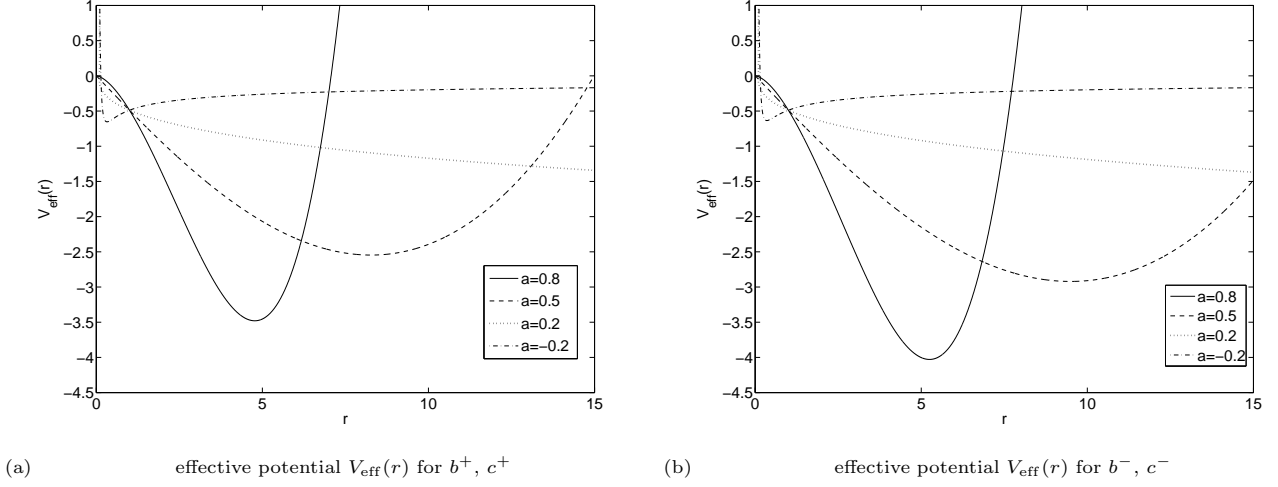 1
0.5
0
−0.5
−1
−1.5
−2
−2.5
−3
−3.5
−4
−4.5
V_eff(r)
0 5 10 15
r
a=0.8
a=0.5
a=0.2
a=−0.2
(a) effective potential V_eff(r) for b^+, c^+
1
0.5
0
−0.5
−1
−1.5
−2
−2.5
−3
−3.5
−4
−4.5
V_eff(r)
0 5 10 15
r
a=0.8
a=0.5
a=0.2
a=−0.2
(b) effective potential V_eff(r) for b^−, c^−